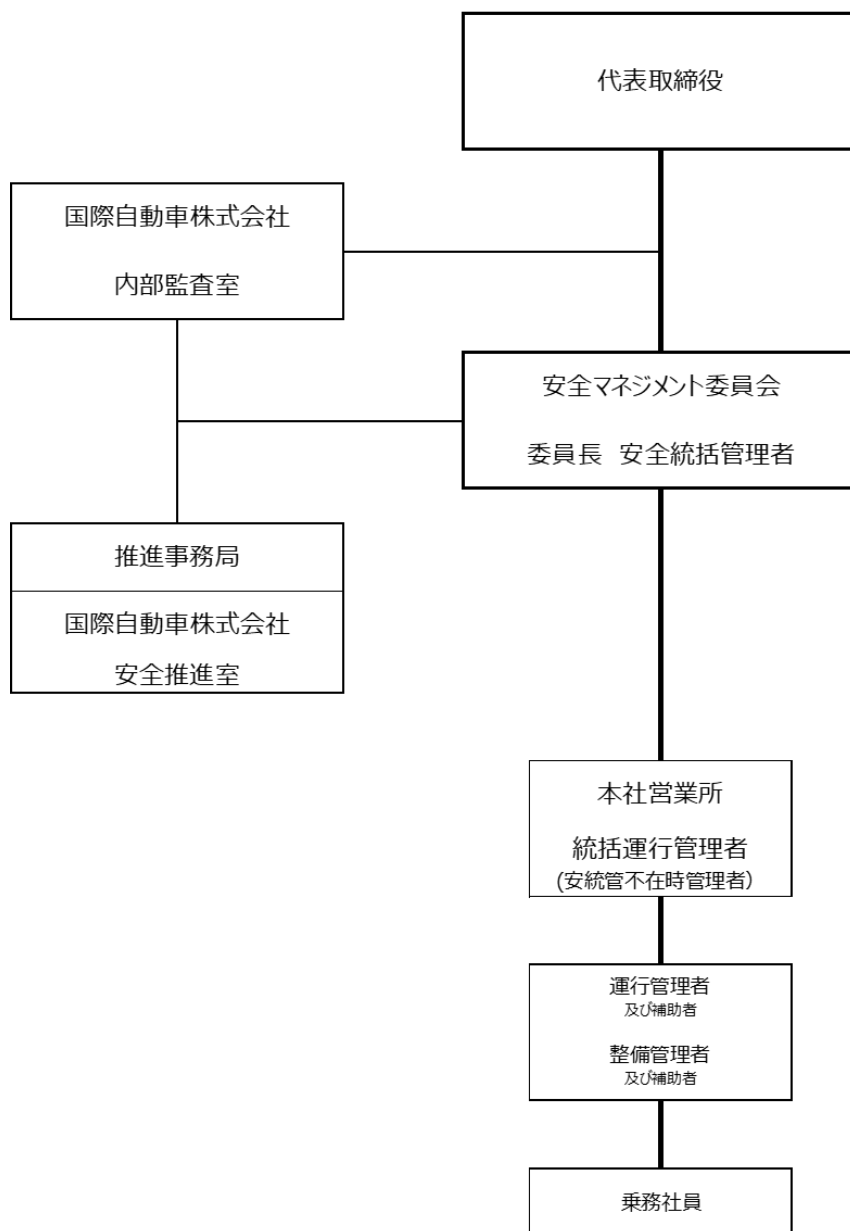 代表取締役
国際自動車株式会社
内部監査室
安全マネジメント委員会
委員長 安全統括管理者
推進事務局
国際自動車株式会社
安全推進室
本社営業所
統括運行管理者
(安統管不在時管理者)
運行管理者
及び補助者
整備管理者
及び補助者
乗務社員